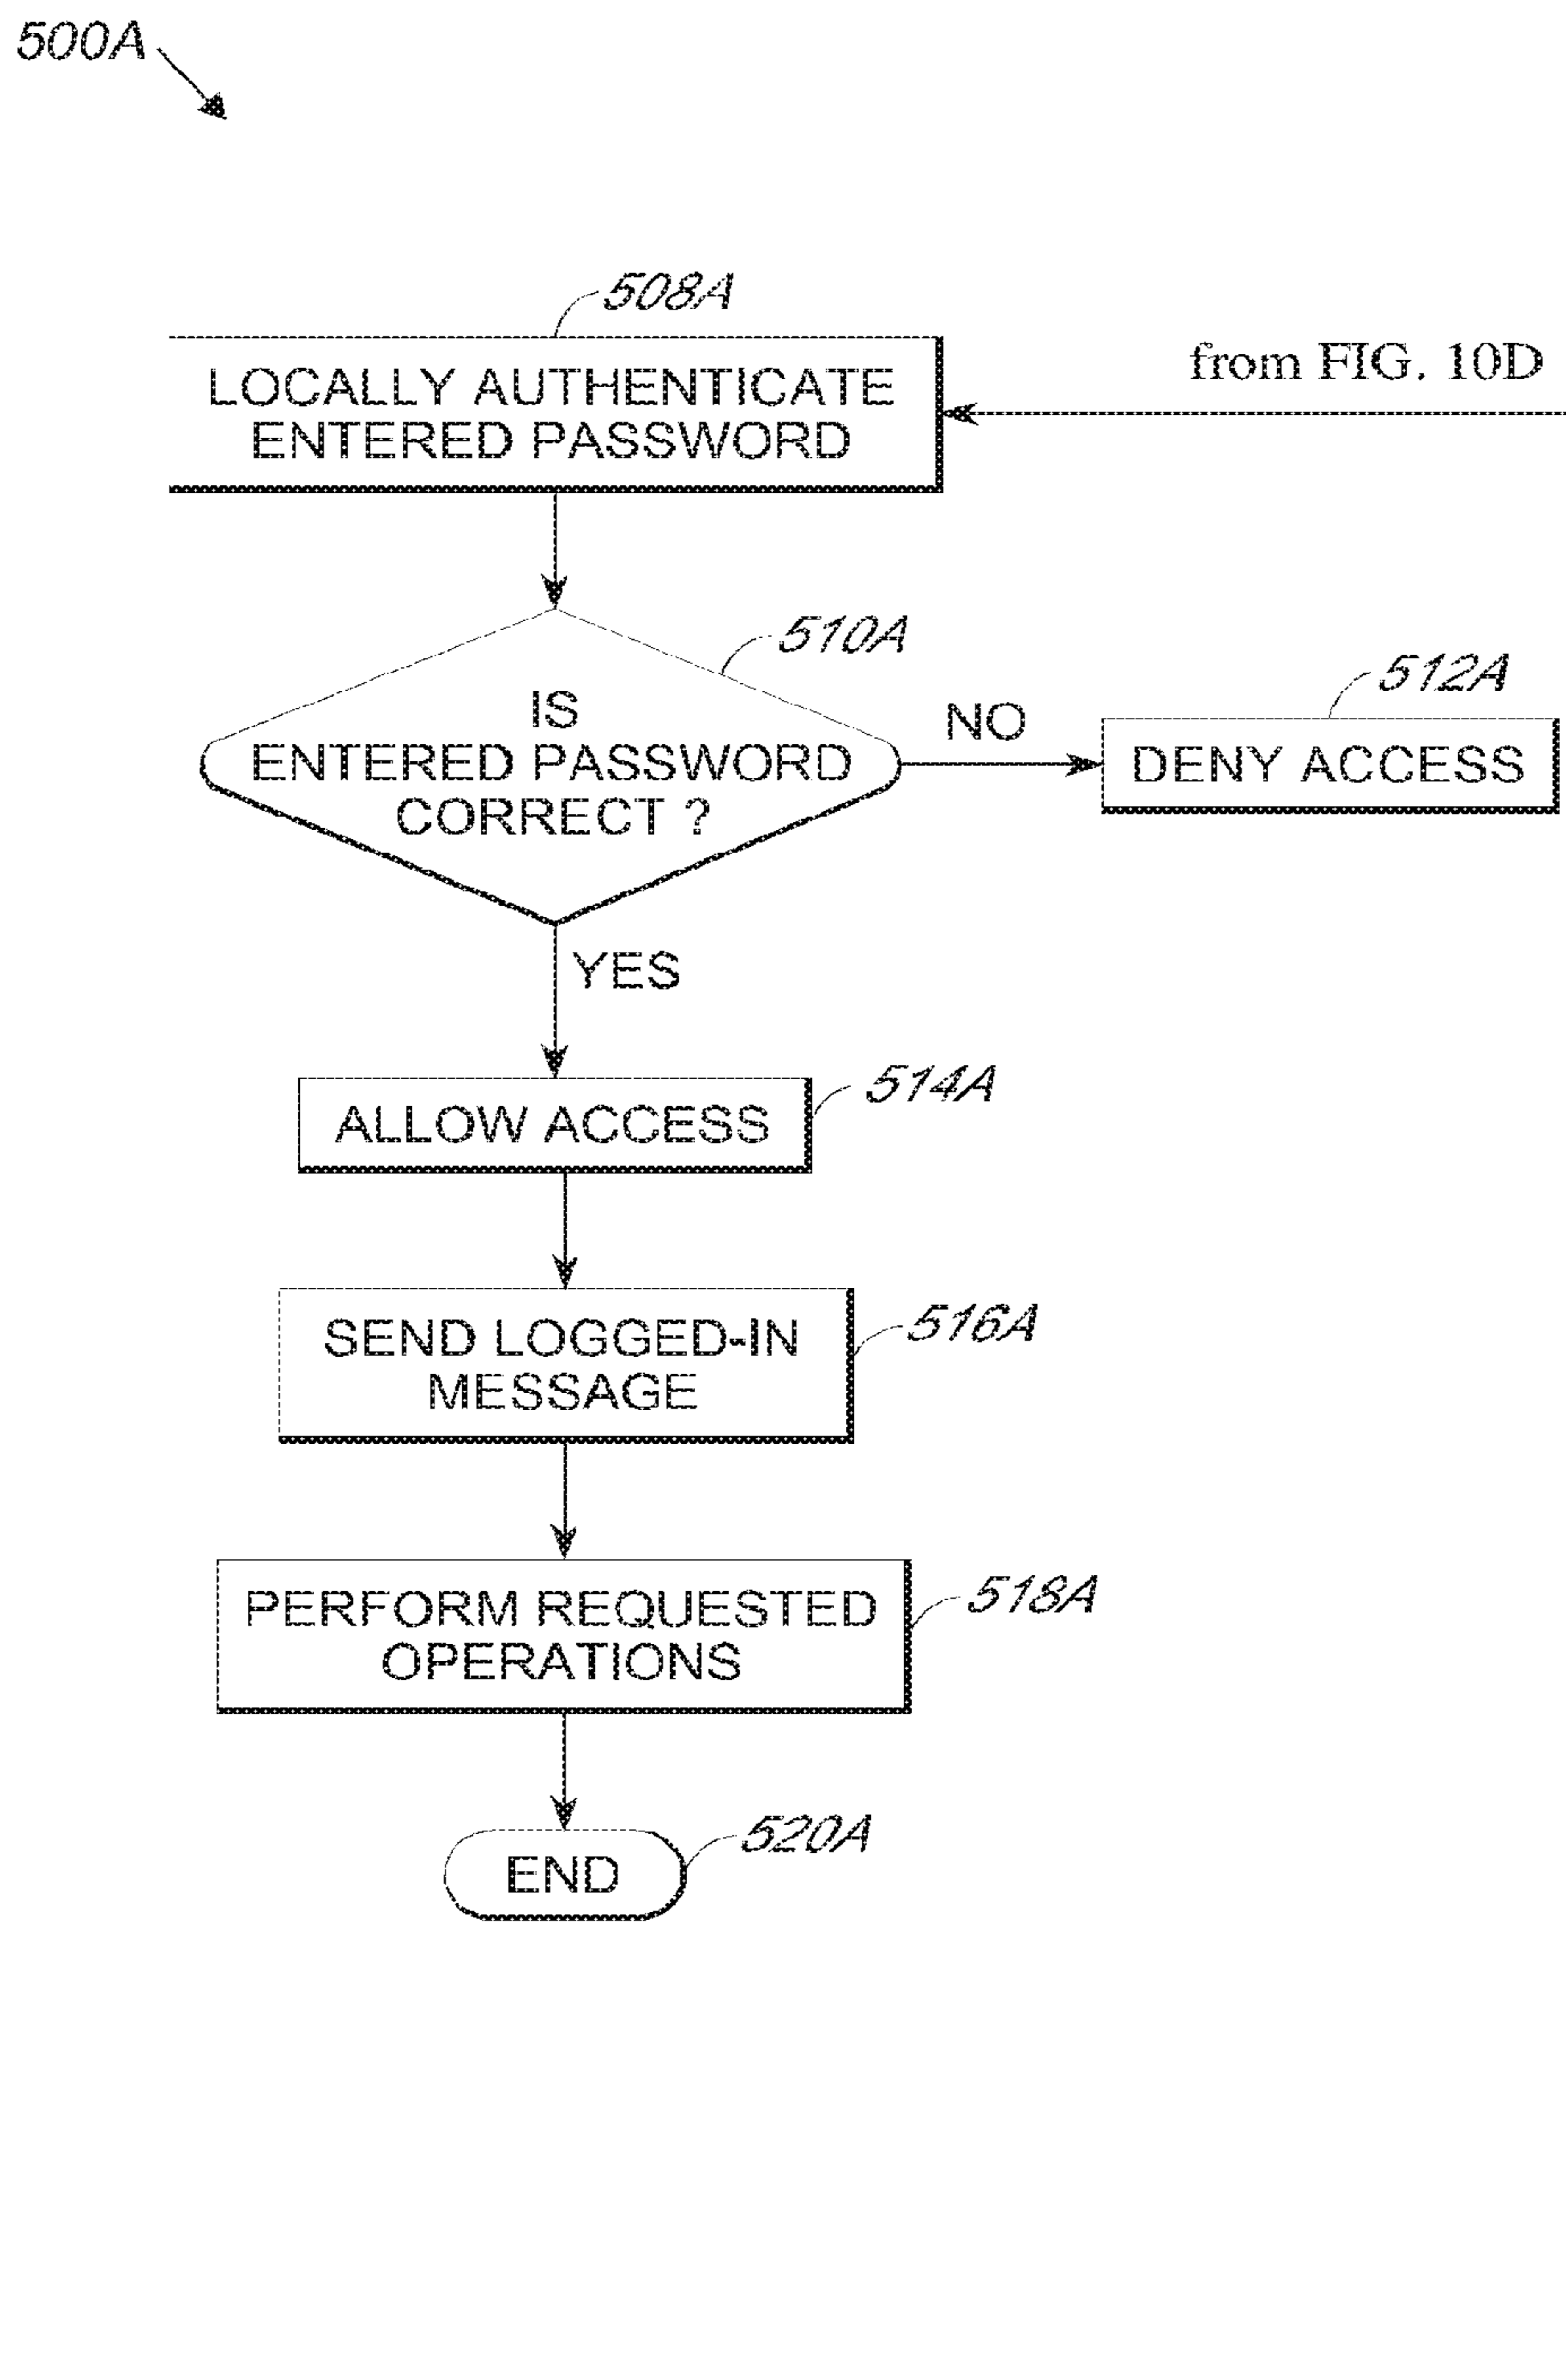 500A
508A
LOCALLY AUTHENTICATE
ENTERED PASSWORD
from FIG. 10D
510A
IS
ENTERED PASSWORD
CORRECT ?
NO
512A
DENY ACCESS
YES
ALLOW ACCESS
514A
SEND LOGGED-IN
MESSAGE
516A
PERFORM REQUESTED
OPERATIONS
518A
END
520A